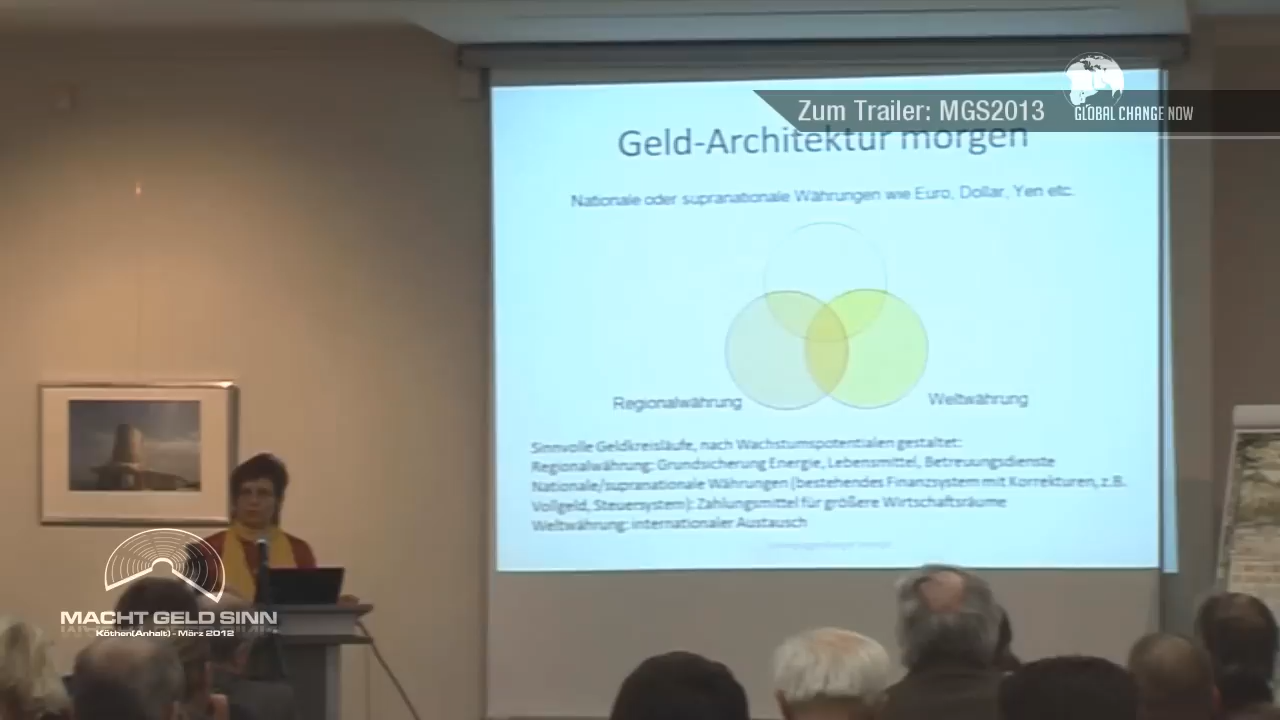 Zum Trailer: MGS2013
GLOBAL CHANGE NOW
Geld-Architektur morgen
Nationale oder supranationale Währungen wie Euro, Dollar, Yen etc.
Regionalwährung
Weltwährung
Sinnvolle Geldkreisläufe, nach Wachstumspotentialen gestaltet:
Regionalwährung: Grundsicherung Energie, Lebensmittel, Betreuungsdienste
Nationale/supranationale Währungen (bestehendes Finanzsystem mit Korrekturen, z.B.
Vollgeld, Steuersystem): Zahlungsmittel für größere Wirtschaftsräume
Weltwährung: internationaler Austausch
MACHT GELD SINN
Köthen(Anhalt) - März 2012